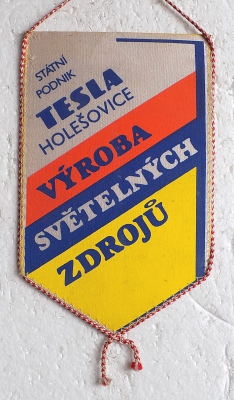 STÁTNÍ
PODNIK
TESLA
HOLEŠOVICE
VÝROBA
SVĚTELNÝCH
ZDROJŮ